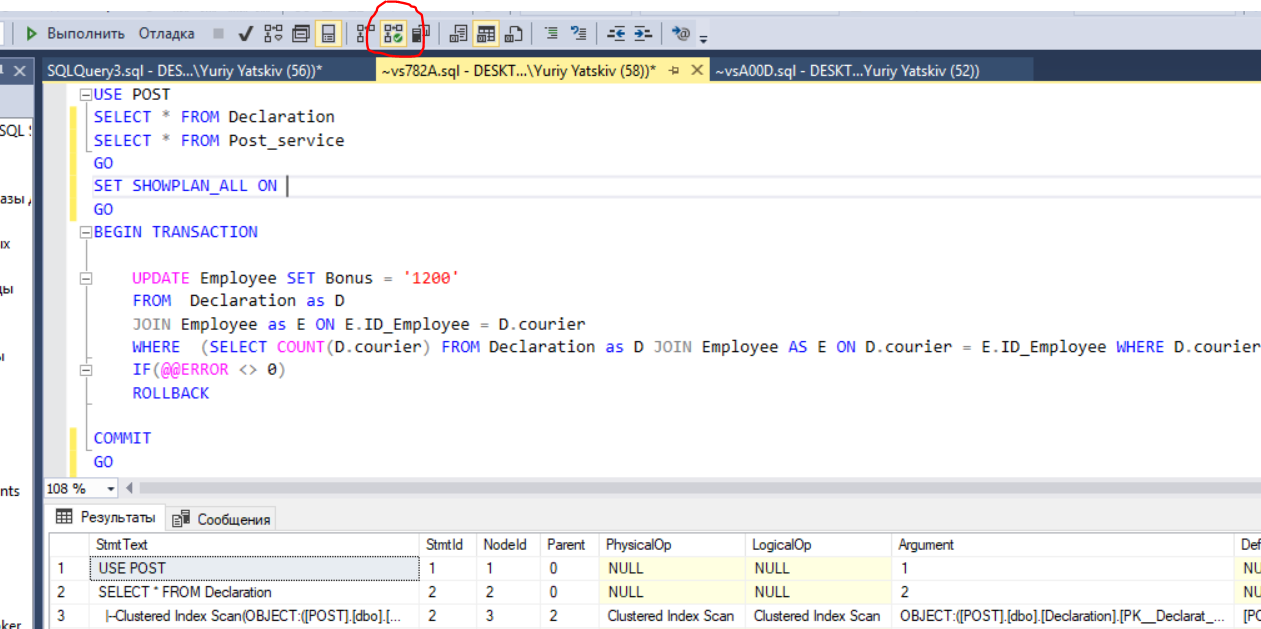 Выполнить Отладка
SQLQuery3.sql - DES...\Yuriy Yatskiv (56))* ~vs782A.sql - DESKT...\Yuriy Yatskiv (58))* ~vsA00D.sql - DESKT...Yuriy Yatskiv (52))
USE POST
SELECT * FROM Declaration
SELECT * FROM Post_service
GO
SET SHOWPLAN_ALL ON
GO
BEGIN TRANSACTION
UPDATE Employee SET Bonus = '1200'
FROM Declaration as D
JOIN Employee as E ON E.ID_Employee = D.courier
WHERE (SELECT COUNT(D.courier) FROM Declaration as D JOIN Employee AS E ON D.courier = E.ID_Employee WHERE D.courier
IF(@@ERROR <> 0)
ROLLBACK
COMMIT
GO
nts
108 %
Результаты Сообщения
StmtText StmtId NodeId Parent PhysicalOp LogicalOp Argument Def
1 USE POST 1 1 0 NULL NULL 1 NU
2 SELECT * FROM Declaration 2 2 0 NULL NULL 2 NU
3 |--Clustered Index Scan(OBJECT:([POST].[dbo].[... 2 3 2 Clustered Index Scan Clustered Index Scan OBJECT:([POST].[dbo].[Declaration].[PK__Declarat_... [PO